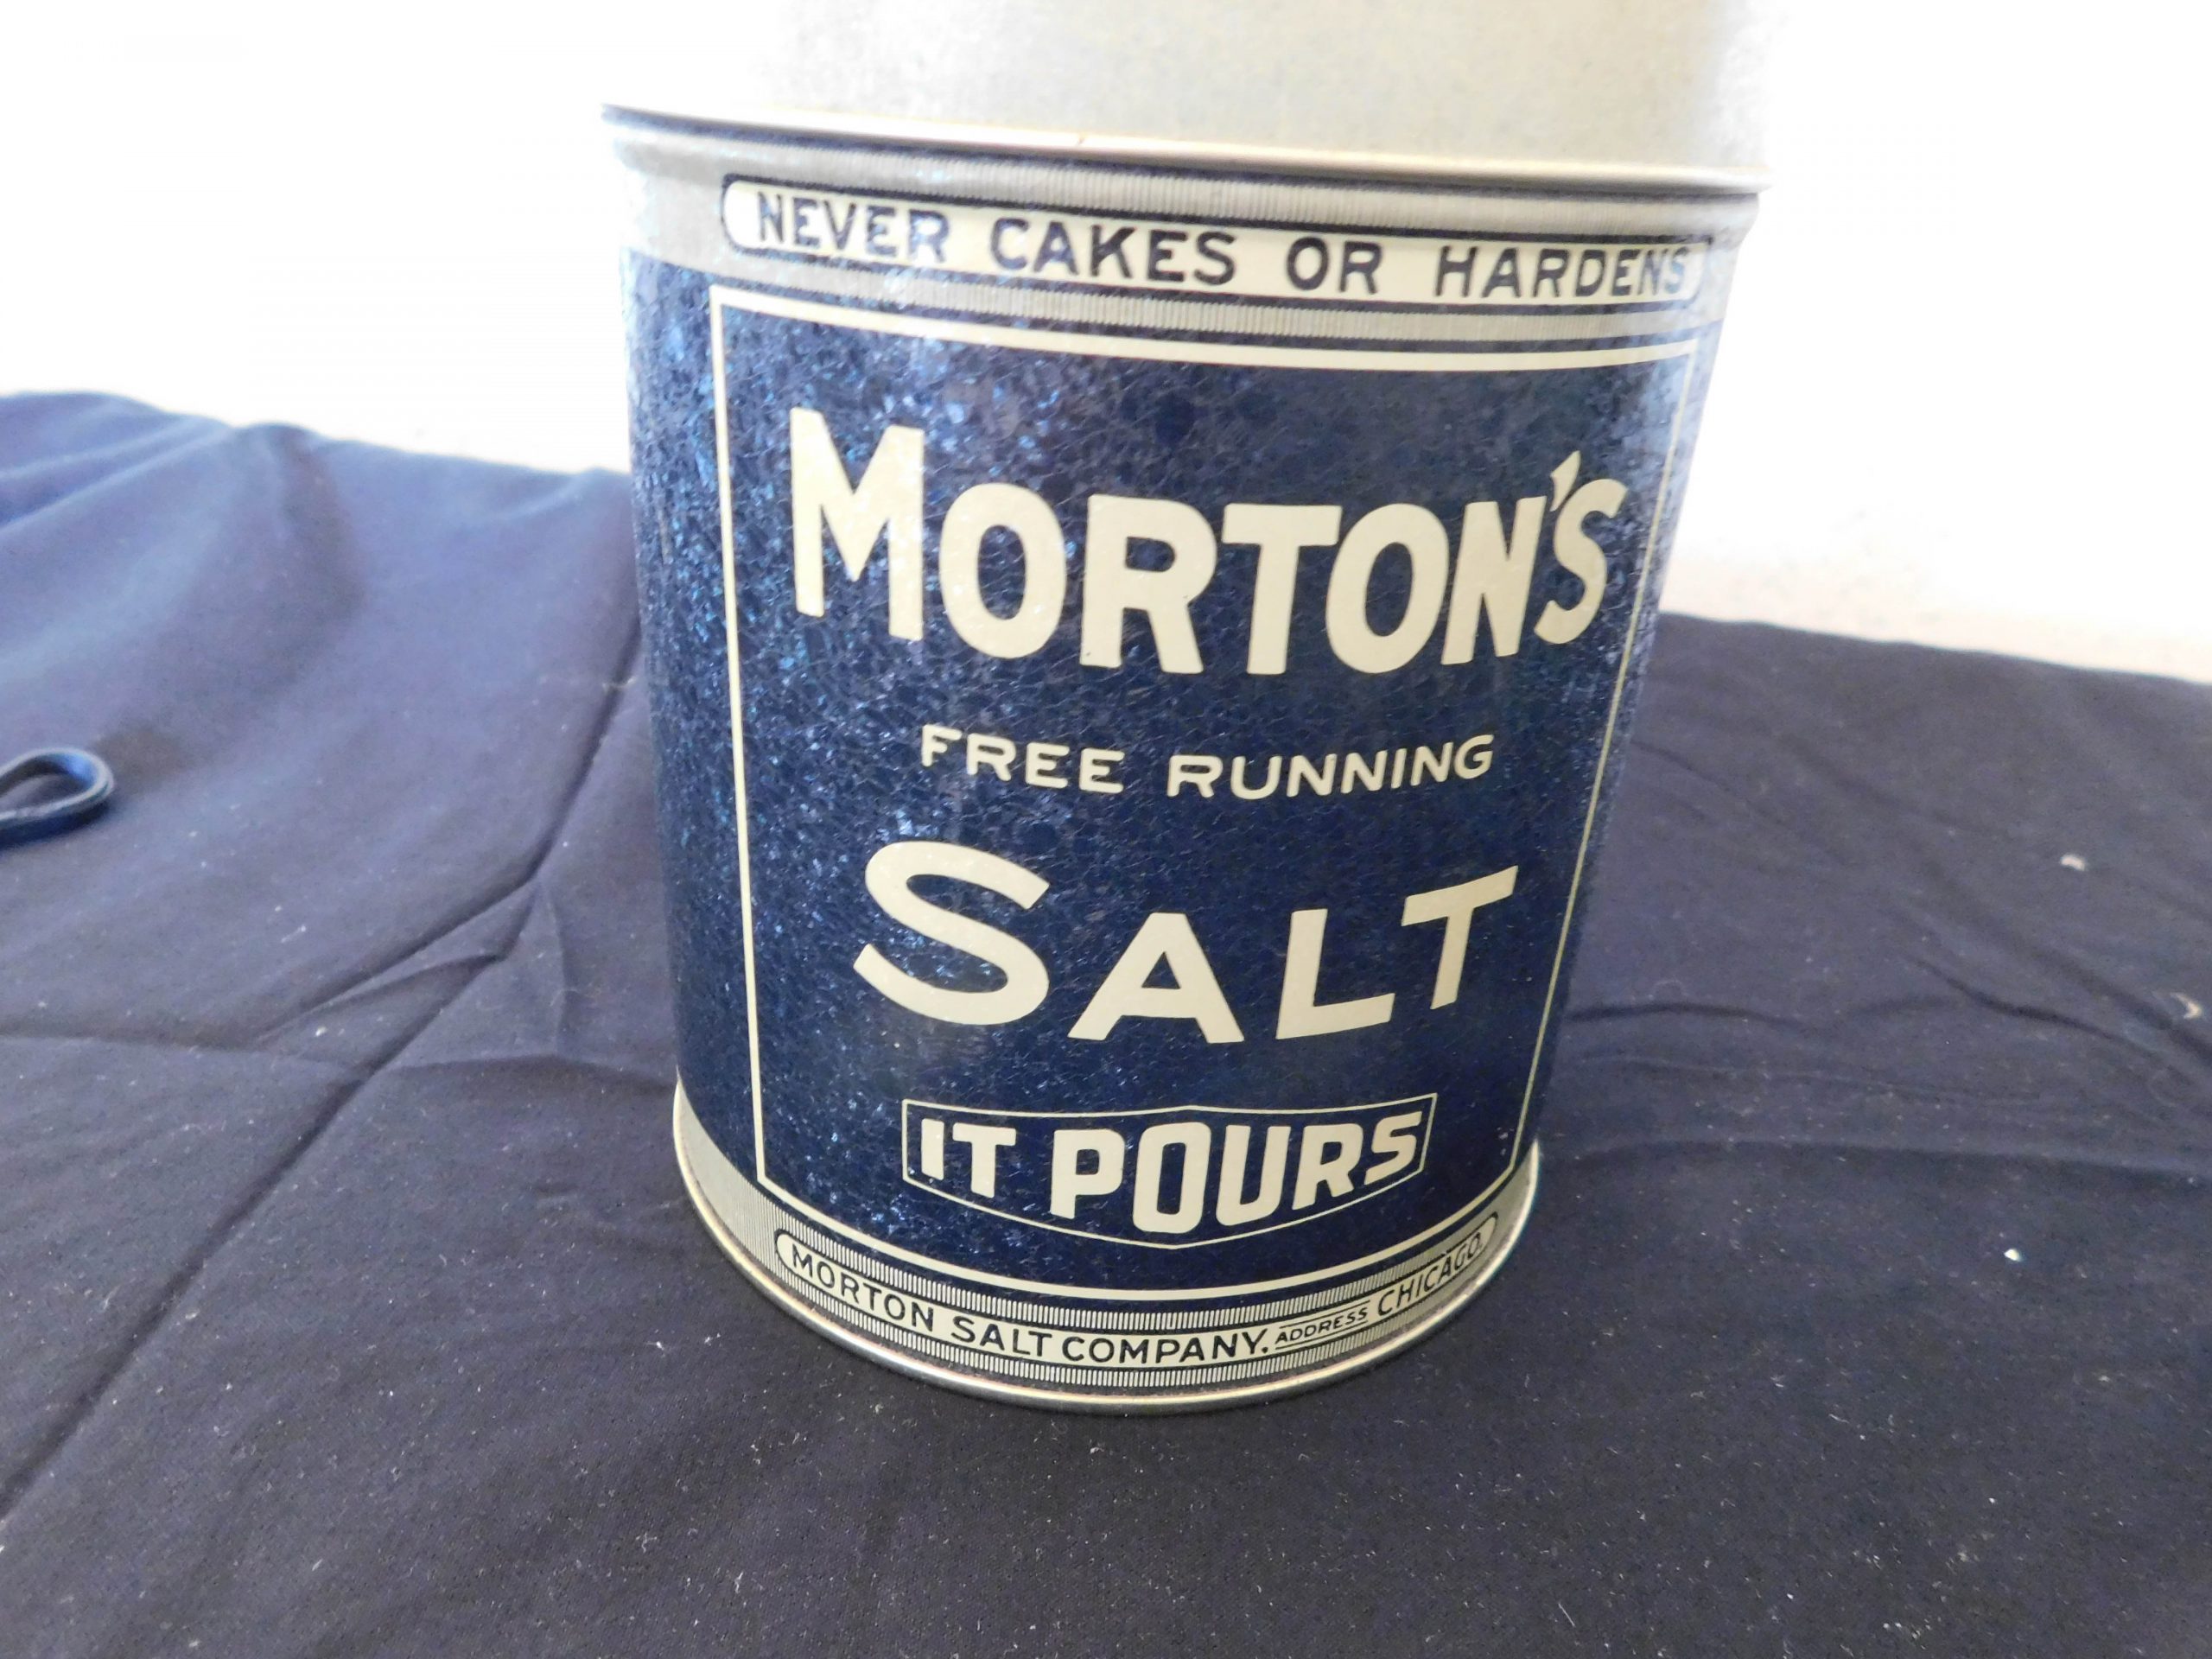 NEVER CAKES OR HARDENS
MORTON'S
FREE RUNNING
SALT
IT POURS
MORTON SALT COMPANY. ADDRESS CHICAGO.